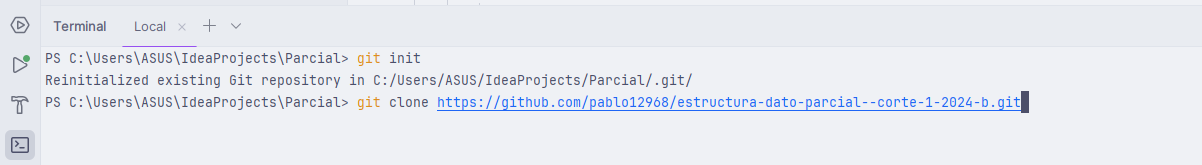 Terminal Local
PS C:\Users\ASUS\IdeaProjects\Parcial> git init
Reinitialized existing Git repository in C:/Users/ASUS/IdeaProjects/Parcial/.git/
PS C:\Users\ASUS\IdeaProjects\Parcial> git clone https://github.com/pablo12968/estructura-dato-parcial--corte-1-2024-b.git